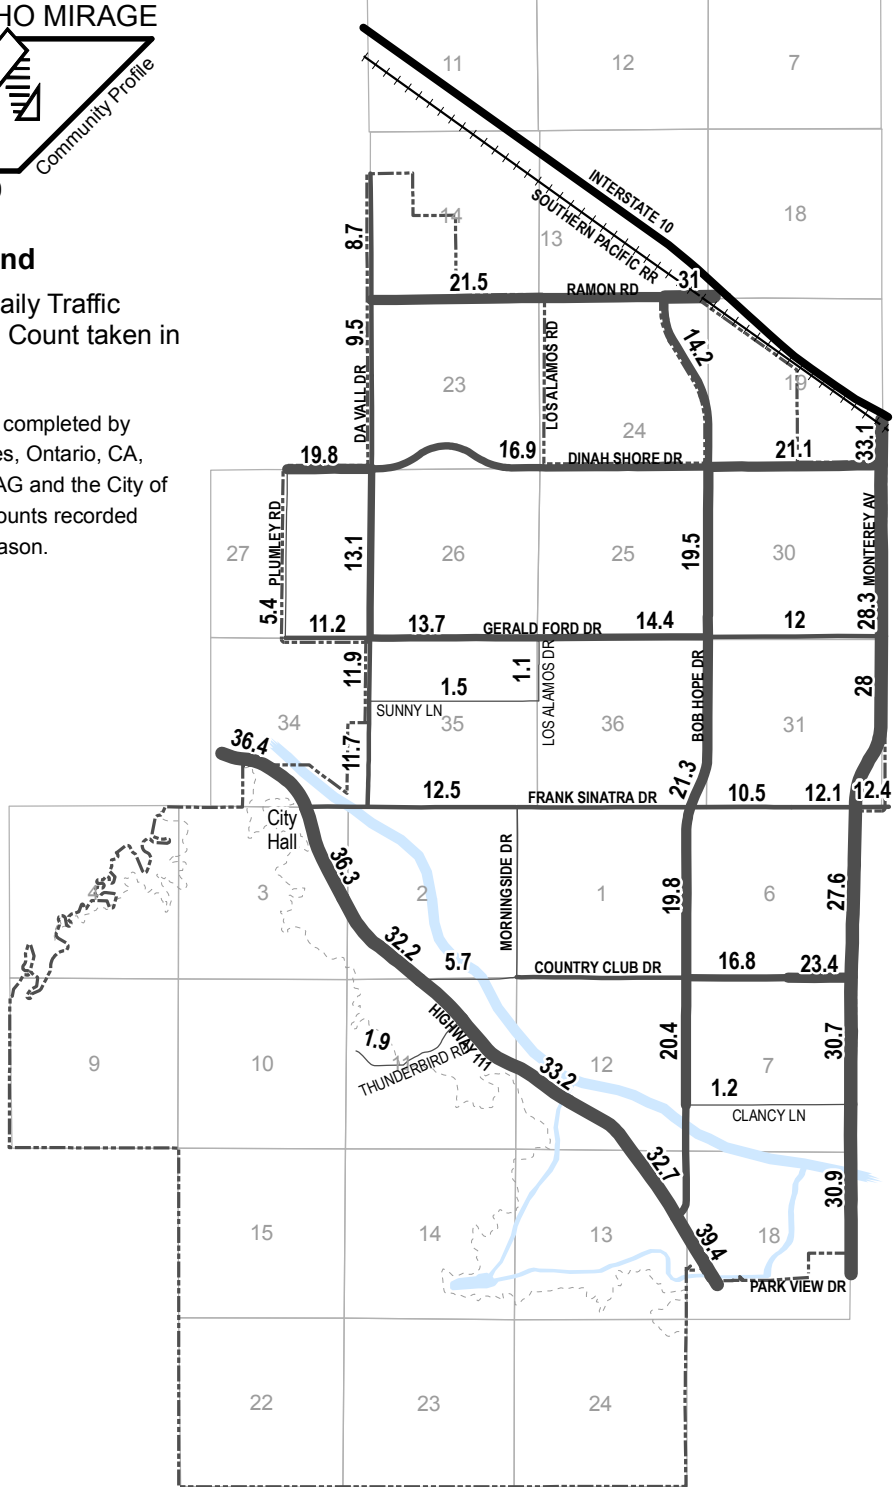 HO MIRAGE
Community Profile
nd
aily Traffic
Count taken in
completed by
es, Ontario, CA,
AG and the City of
ounts recorded
ason.
11
12
7
INTERSTATE 10
SOUTHERN PACIFIC RR
14
13
18
8.7
21.5
RAMON RD
31
9.5
DA VALL DR
LOS ALAMOS RD
14.2
23
24
19
19.8
16.9
DINAH SHORE DR
21.1
33.1
PLUMLEY RD
27
13.1
26
25
19.5
30
MONTEREY AV
5.4
11.2
13.7
GERALD FORD DR
14.4
12
28.3
11.9
1.5
1.1
SUNNY LN
LOS ALAMOS DR
BOB HOPE DR
28
34
35
36
31
36.4
11.7
12.5
FRANK SINATRA DR
21.3
10.5
12.1
12.4
City
Hall
36.3
MORNINGSIDE DR
4
3
2
1
19.8
6
27.6
32.2
5.7
COUNTRY CLUB DR
16.8
23.4
HIGHWAY 111
1.9
THUNDERBIRD RD
9
10
11
33.2
12
20.4
7
30.7
1.2
CLANCY LN
32.7
30.9
15
14
13
39.4
18
PARK VIEW DR
22
23
24